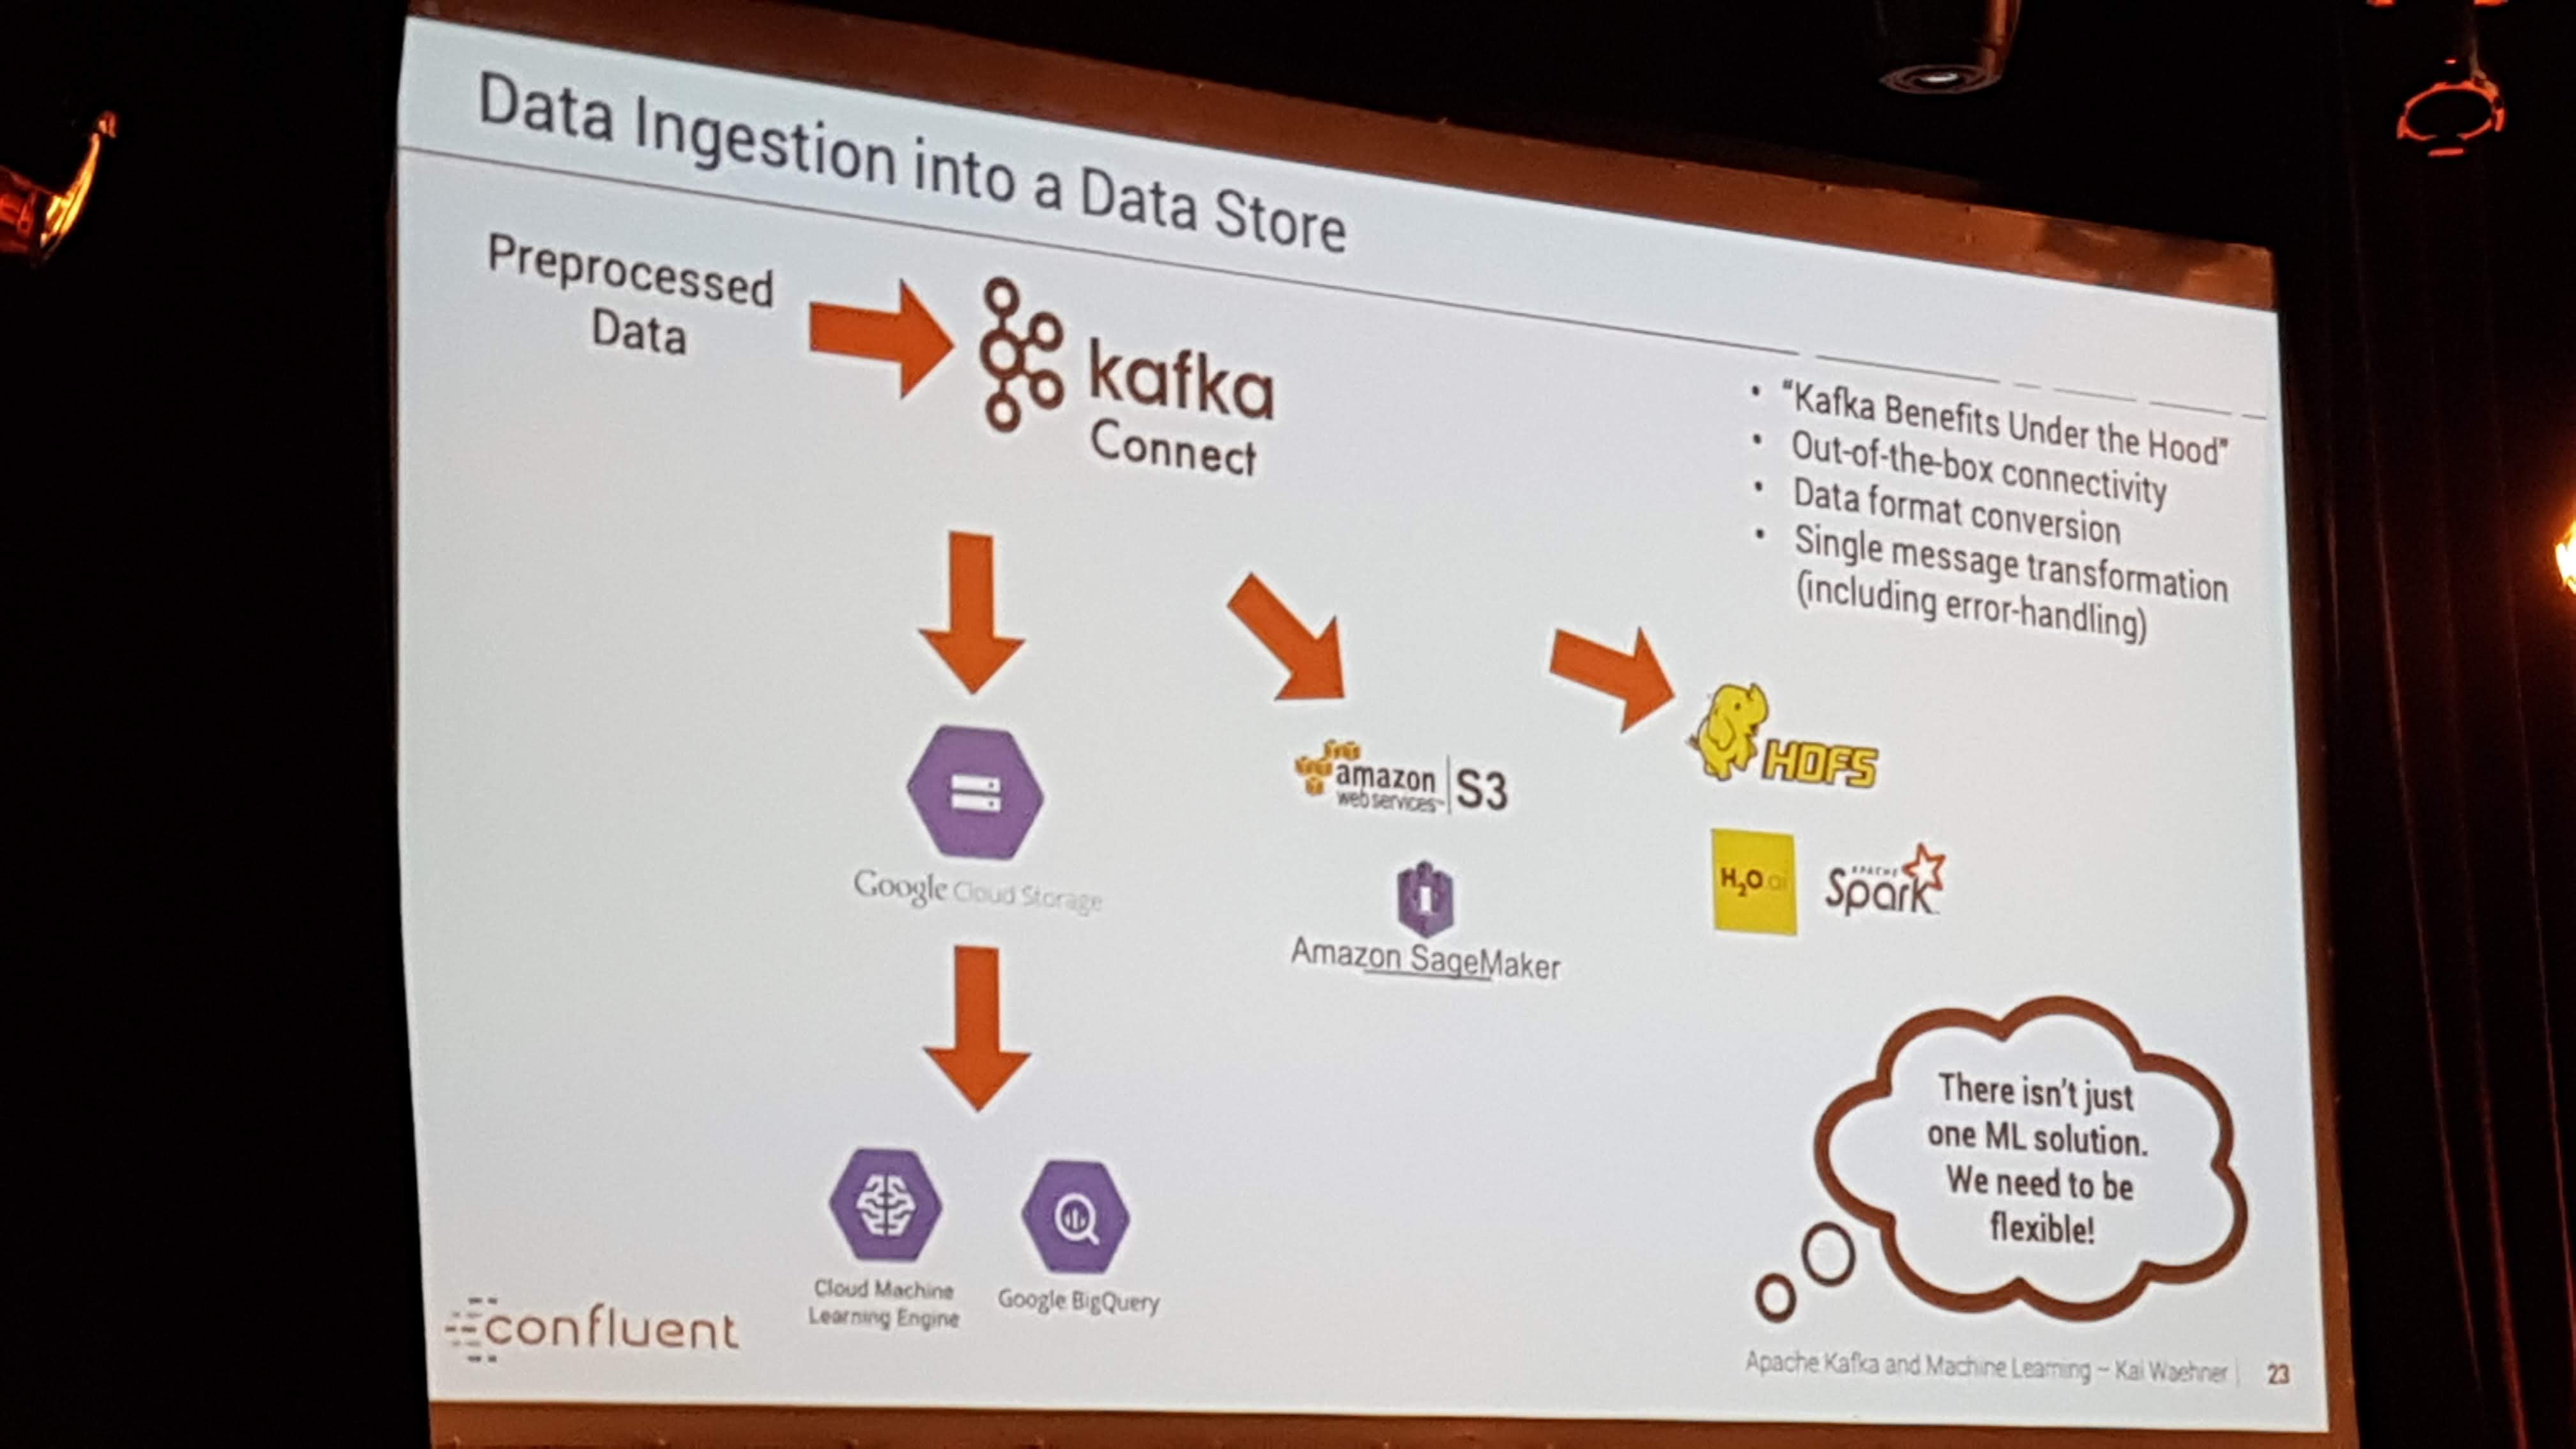 Data Ingestion into a Data Store
Preprocessed
Data
kafka
Connect
• “Kafka Benefits Under the Hood”
• Out-of-the-box connectivity
• Data format conversion
• Single message transformation
(including error-handling)
Google Cloud Storage
amazon
web services™
S3
HDFS
Amazon SageMaker
H2O.ai
APACHE
Spark™
Cloud Machine
Learning Engine
Google BigQuery
There isn't just
one ML solution.
We need to be
flexible!
confluent
Apache Kafka and Machine Learning – Kai Waehner | 23